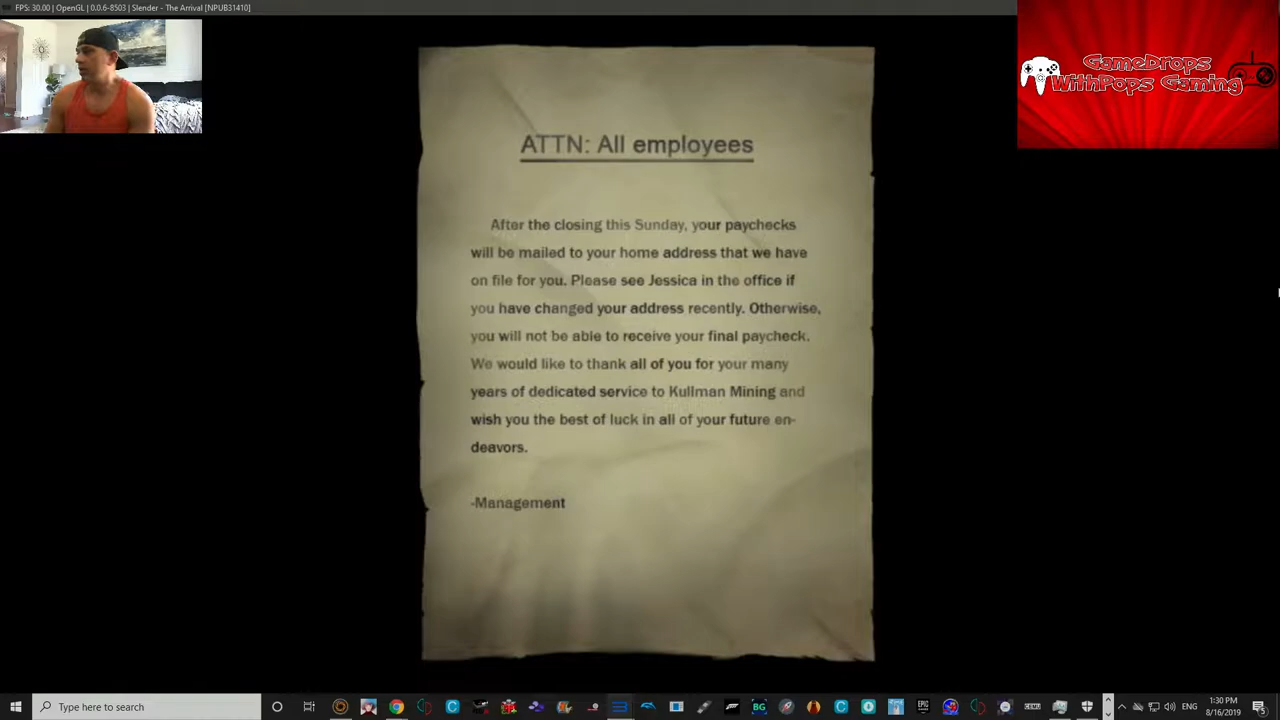 FPS: 30.00 | OpenGL | 0.0.6-8503 | Slender - The Arrival [NPUB31410]
GameDrops
WithPops Gaming
ATTN: All employees
After the closing this Sunday, your paychecks
will be mailed to your home address that we have
on file for you. Please see Jessica in the office if
you have changed your address recently. Otherwise,
you will not be able to receive your final paycheck.
We would like to thank all of you for your many
years of dedicated service to Kullman Mining and
wish you the best of luck in all of your future en-
deavors.
-Management
Type here to search
BG
ENG
1:30 PM
8/16/2019